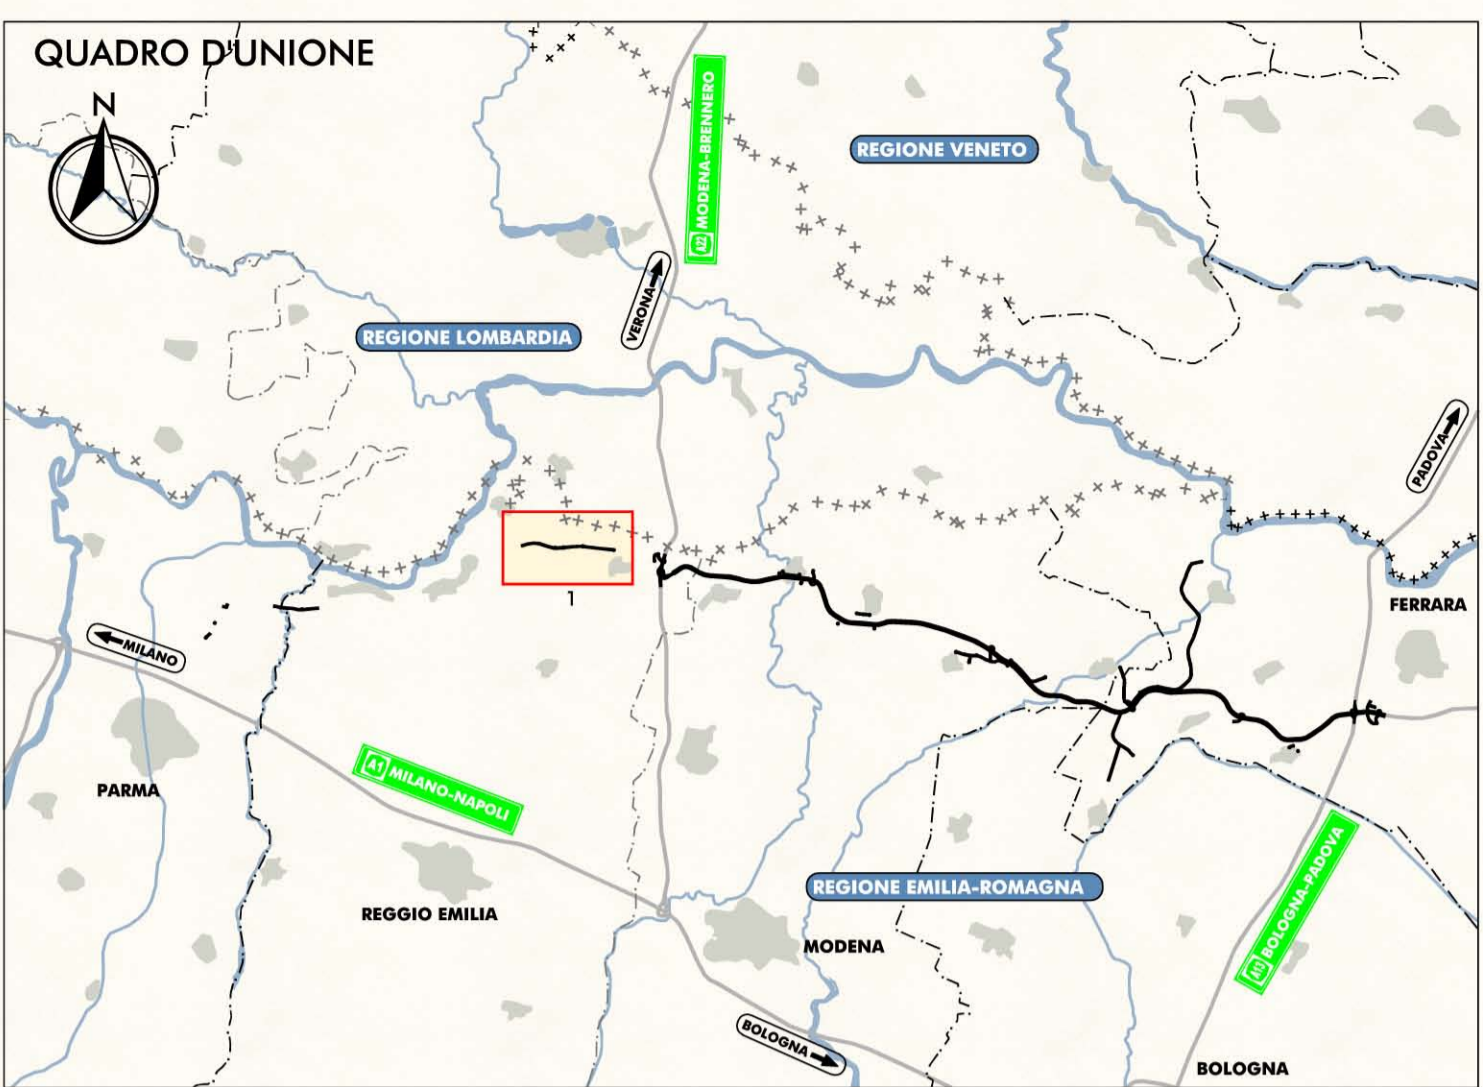 QUADRO D'UNIONE
N
A22 MODENA-BRENNERO
REGIONE VENETO
VERONA
REGIONE LOMBARDIA
PADOVA
1
FERRARA
MILANO
PARMA
A1 MILANO-NAPOLI
REGIONE EMILIA-ROMAGNA
REGGIO EMILIA
MODENA
A13 BOLOGNA-PADOVA
BOLOGNA
BOLOGNA